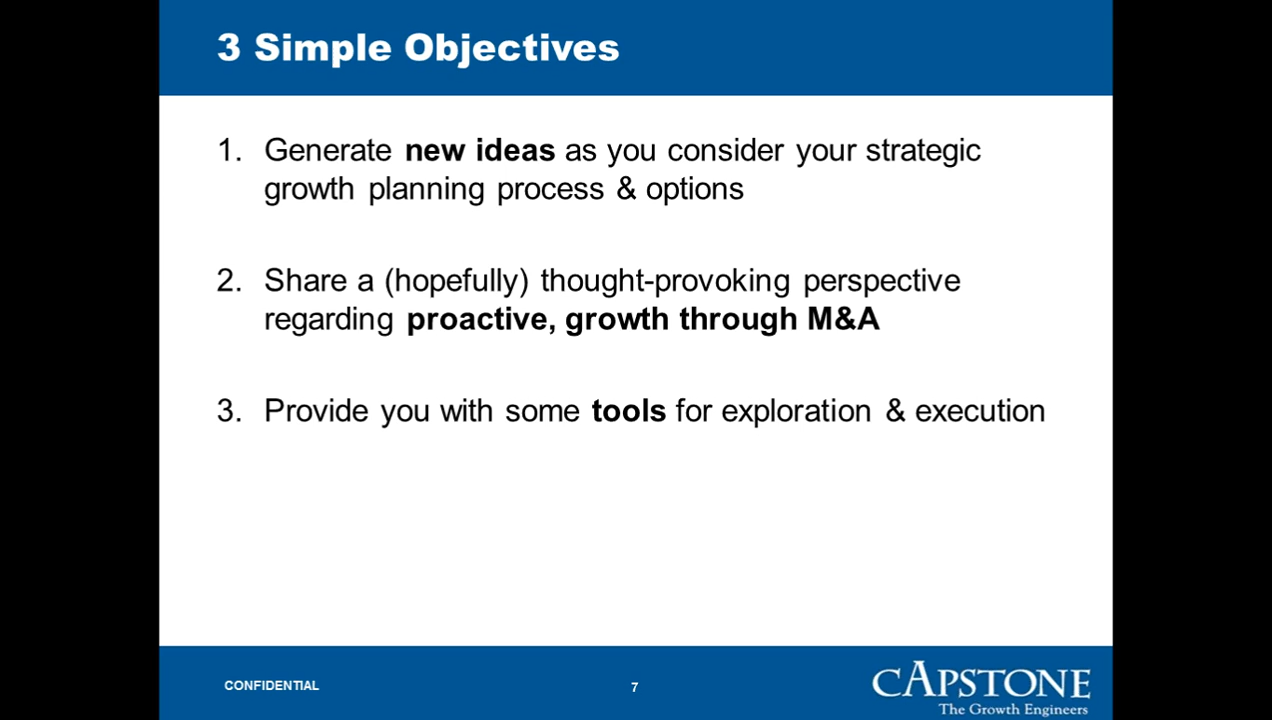 3 Simple Objectives
1. Generate new ideas as you consider your strategic
growth planning process & options
2. Share a (hopefully) thought-provoking perspective
regarding proactive, growth through M&A
3. Provide you with some tools for exploration & execution
CONFIDENTIAL
7
CAPSTONE
The Growth Engineers